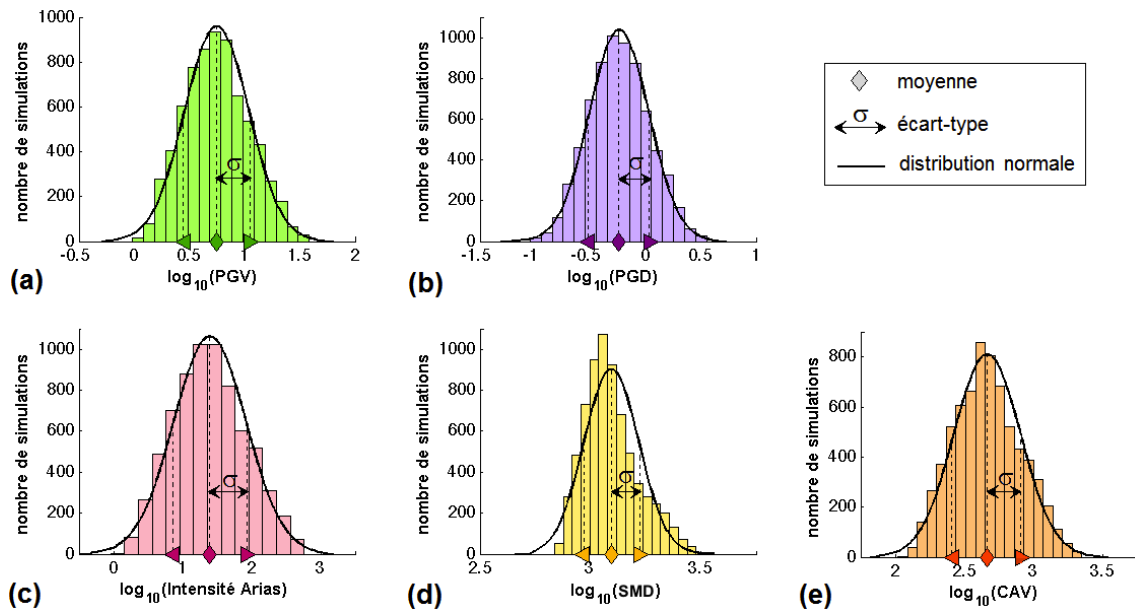 nombre de simulations
1000
800
600
400
200
0
-0.5
0
0.5
1
1.5
2
σ
log10(PGV)
(a)
nombre de simulations
1000
800
600
400
200
0
-1.5
-1
-0.5
0
0.5
1
σ
log10(PGD)
(b)
moyenne
σ écart-type
distribution normale
nombre de simulations
1000
800
600
400
200
0
0
1
2
3
σ
log10(Intensité Arias)
(c)
nombre de simulations
1000
800
600
400
200
0
2.5
3
3.5
σ
log10(SMD)
(d)
nombre de simulations
800
600
400
200
0
2
2.5
3
3.5
σ
log10(CAV)
(e)